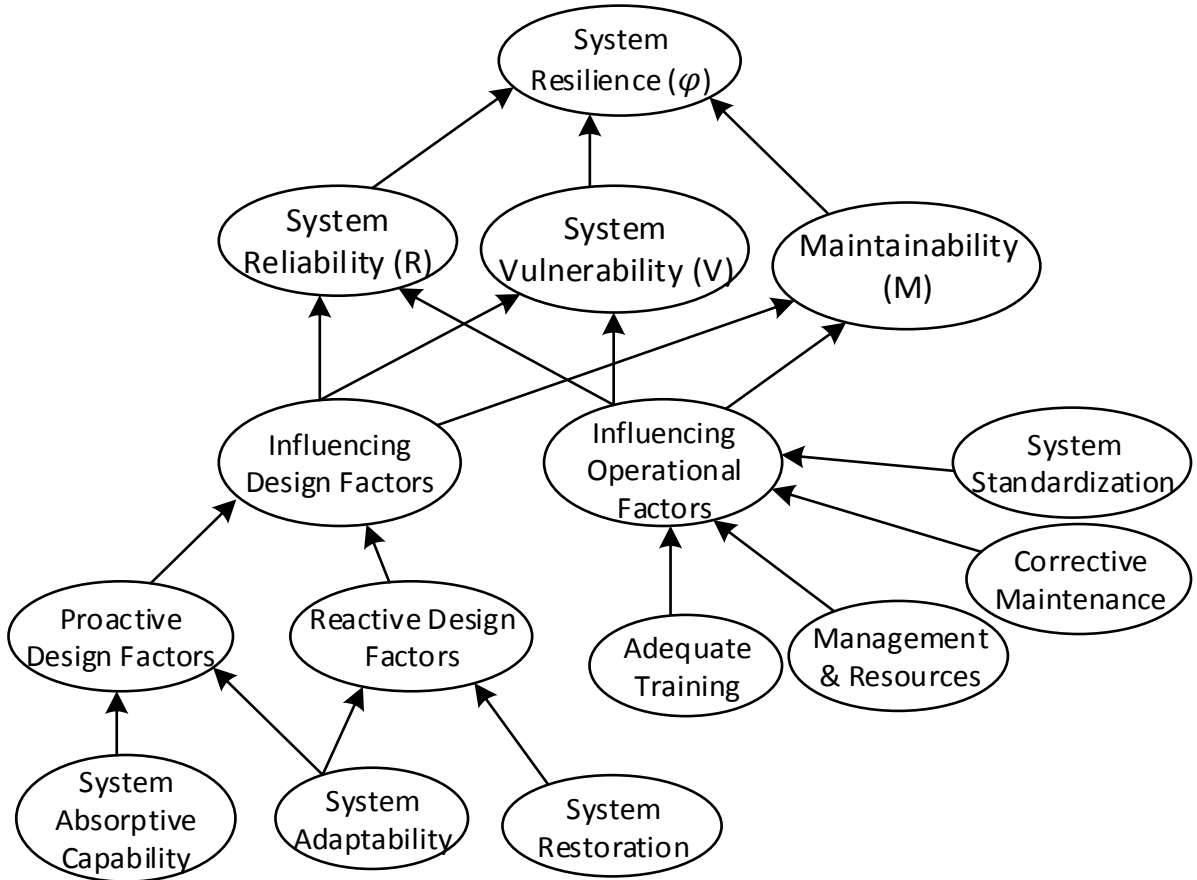 System
Resilience (φ)
System
Reliability (R)
System
Vulnerability (V)
Maintainability
(M)
Influencing
Design Factors
Influencing
Operational
Factors
System
Standardization
Corrective
Maintenance
Proactive
Design Factors
Reactive Design
Factors
Adequate
Training
Management
& Resources
System
Absorptive
Capability
System
Adaptability
System
Restoration